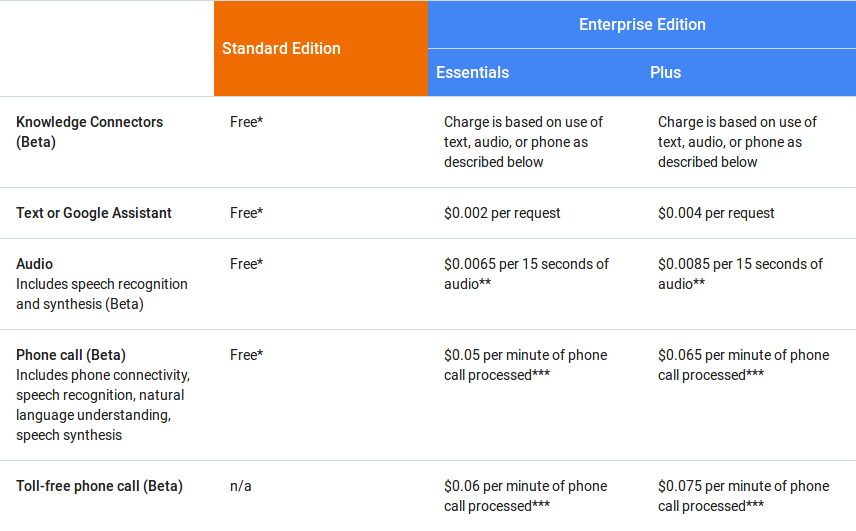 Standard Edition
Enterprise Edition
Essentials
Plus
Knowledge Connectors
(Beta)
Free*
Charge is based on use of
text, audio, or phone as
described below
Charge is based on use of
text, audio, or phone as
described below
Text or Google Assistant
Free*
$0.002 per request
$0.004 per request
Audio
Includes speech recognition
and synthesis (Beta)
Free*
$0.0065 per 15 seconds of
audio**
$0.0085 per 15 seconds of
audio**
Phone call (Beta)
Includes phone connectivity,
speech recognition, natural
language understanding,
speech synthesis
Free*
$0.05 per minute of phone
call processed***
$0.065 per minute of phone
call processed***
Toll-free phone call (Beta)
n/a
$0.06 per minute of phone
call processed***
$0.075 per minute of phone
call processed***